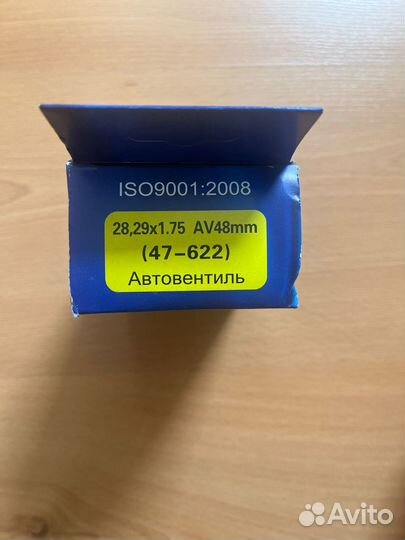 ISO9001:2008
28,29x1.75 AV48mm
(47-622)
Автовентиль
Avito